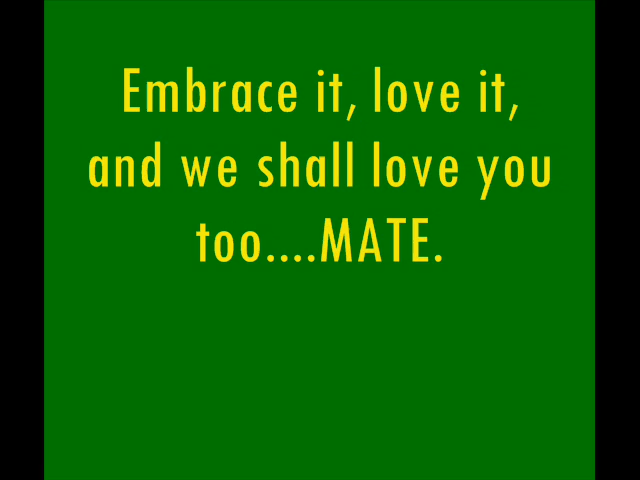 Embrace it, love it,
and we shall love you
too....MATE.